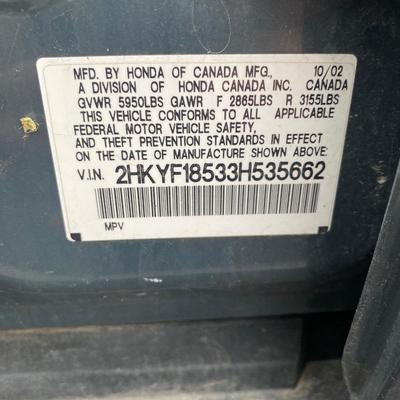 MFD. BY HONDA OF CANADA MFG., 10/02
A DIVISION OF HONDA CANADA INC. CANADA
GVWR 5950LBS GAWR F 2865LBS R 3155LBS
THIS VEHICLE CONFORMS TO ALL APPLICABLE
FEDERAL MOTOR VEHICLE SAFETY,
AND THEFT PREVENTION STANDARDS IN EFFECT
ON THE DATE OF MANUFACTURE SHOWN ABOVE.
V.I.N. 2HKYF18533H535662
MPV